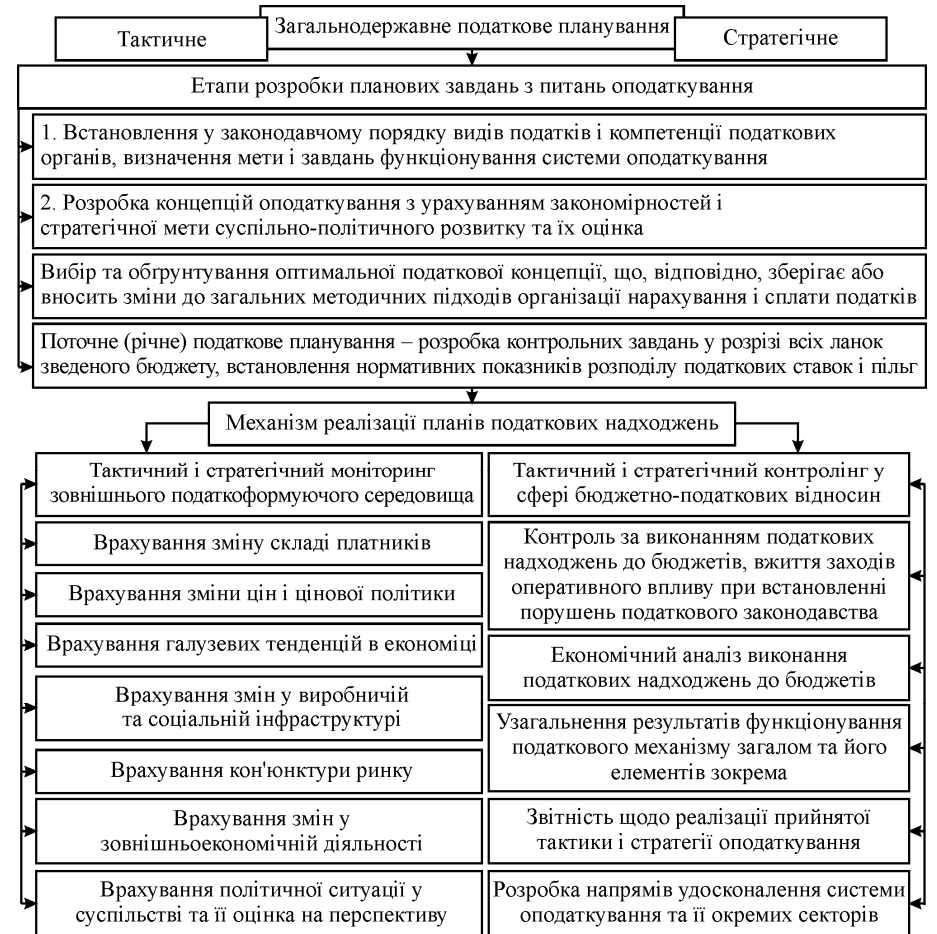 Загальнодержавне податкове планування
Тактичне
Стратегічне
Етапи розробки планових завдань з питань оподаткування
1. Встановлення у законодавчому порядку видів податків і компетенції податкових
органів, визначення мети і завдань функціонування системи оподаткування
2. Розробка концепцій оподаткування з урахуванням закономірностей і
стратегічної мети суспільно-політичного розвитку та їх оцінка
Вибір та обґрунтування оптимальної податкової концепції, що, відповідно, зберігає або
вносить зміни до загальних методичних підходів організації нарахування і сплати податків
Поточне (річне) податкове планування – розробка контрольних завдань у розрізі всіх ланок
зведеного бюджету, встановлення нормативних показників розподілу податкових ставок і пільг
Механізм реалізації планів податкових надходжень
Тактичний і стратегічний моніторинг
зовнішнього податкоформуючого середовища
Врахування зміну складі платників
Врахування зміни цін і цінової політики
Врахування галузевих тенденцій в економіці
Врахування змін у виробничій
та соціальній інфраструктурі
Врахування кон'юнктури ринку
Врахування змін у
зовнішньоекономічній діяльності
Врахування політичної ситуації у
суспільстві та її оцінка на перспективу
Тактичний і стратегічний контролінг у
сфері бюджетно-податкових відносин
Контроль за виконанням податкових
надходжень до бюджетів, вжиття заходів
оперативного впливу при встановленні
порушень податкового законодавства
Економічний аналіз виконання
податкових надходжень до бюджетів
Узагальнення результатів функціонування
податкового механізму загалом та його
елементів зокрема
Звітність щодо реалізації прийнятої
тактики і стратегії оподаткування
Розробка напрямів удосконалення системи
оподаткування та її окремих секторів